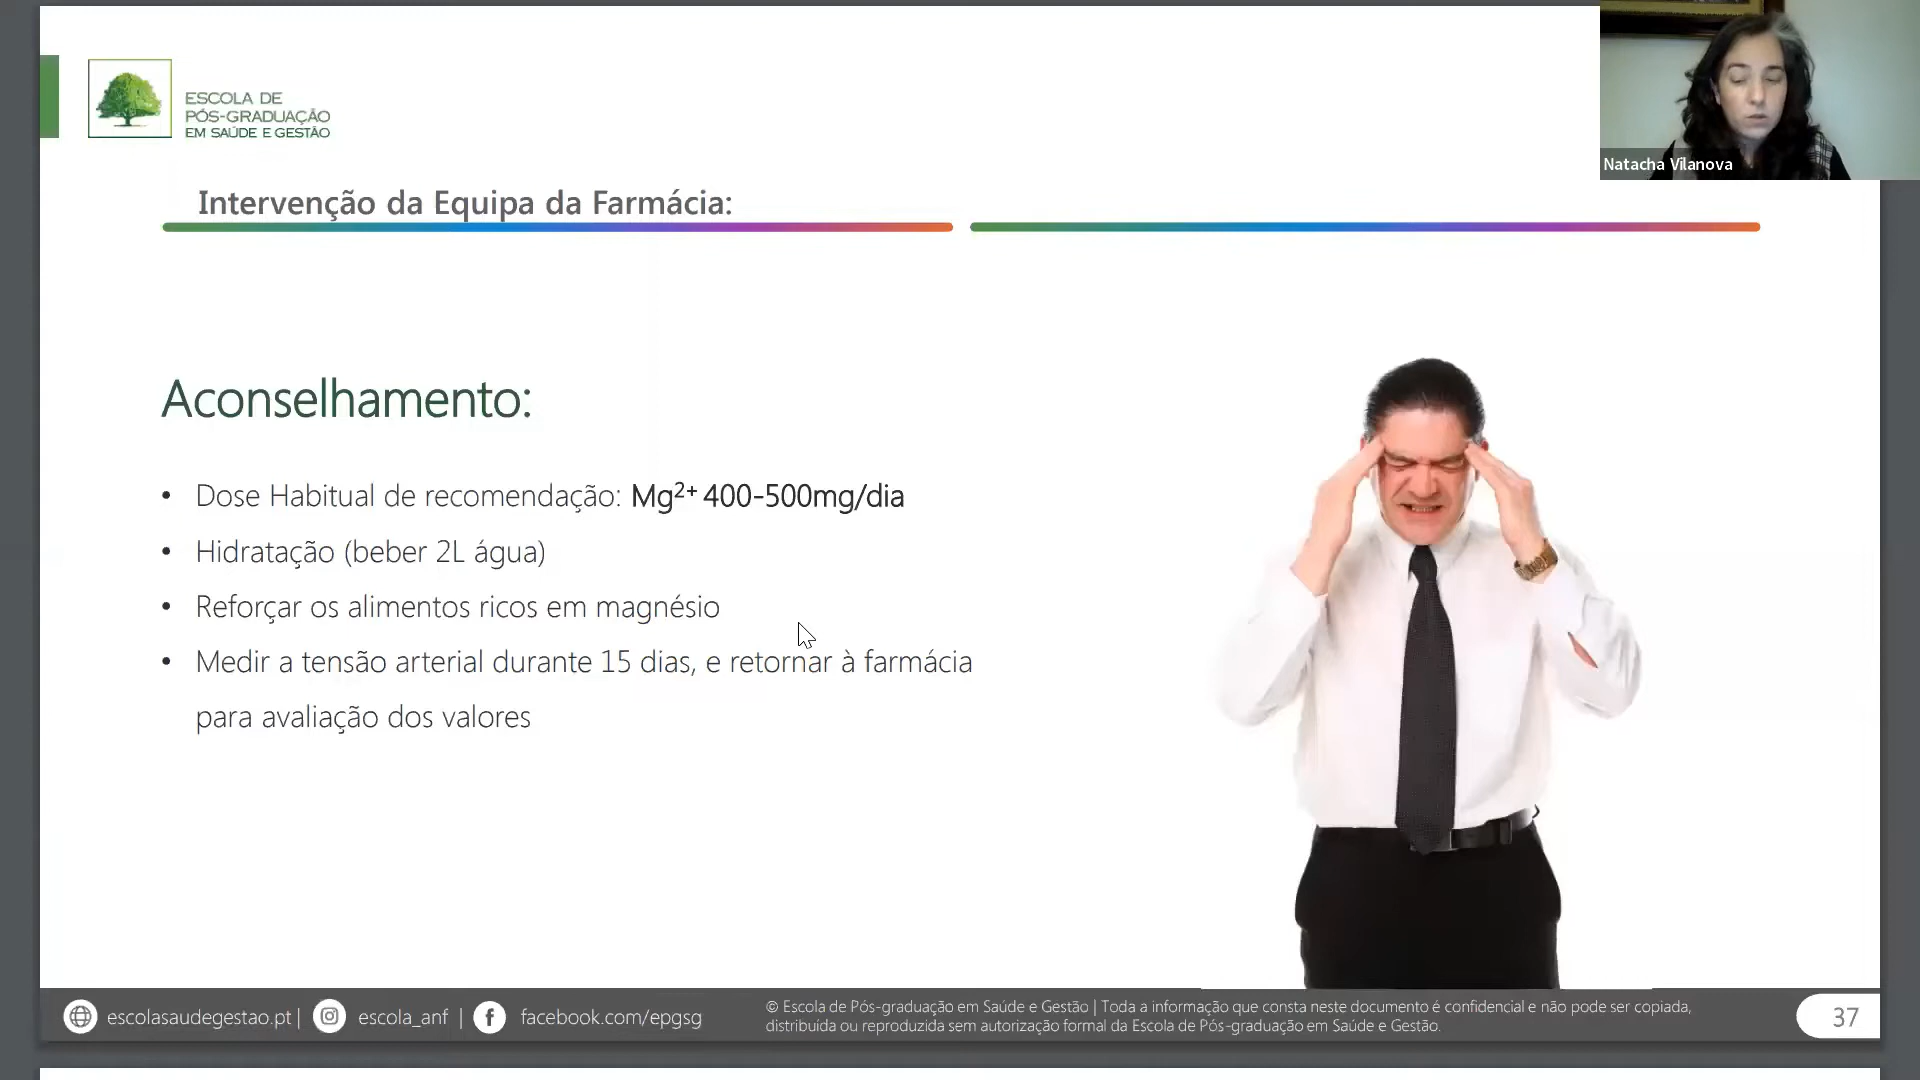 ESCOLA DE
PÓS-GRADUAÇÃO
EM SAÚDE E GESTÃO
Natacha Vilanova
Intervenção da Equipa da Farmácia:
Aconselhamento:
• Dose Habitual de recomendação: Mg²⁺ 400-500mg/dia
• Hidratação (beber 2L água)
• Reforçar os alimentos ricos em magnésio
• Medir a tensão arterial durante 15 dias, e retornar à farmácia
para avaliação dos valores
escolasaudegestao.pt | escola_anf | facebook.com/epgsg
© Escola de Pós-graduação em Saúde e Gestão | Toda a informação que consta neste documento é confidencial e não pode ser copiada,
distribuída ou reproduzida sem autorização formal da Escola de Pós-graduação em Saúde e Gestão.
37